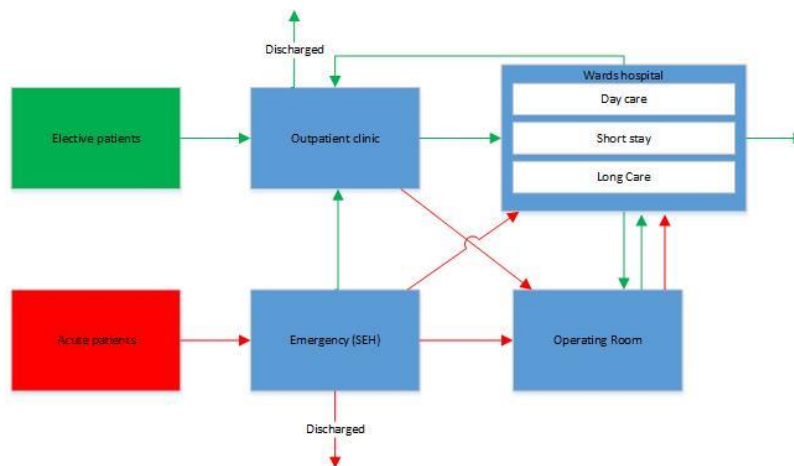 Discharged
Wards hospital
Day care
Elective patients
Outpatient clinic
Short stay
Long Care
Acute patients
Emergency (SEH)
Operating Room
Discharged